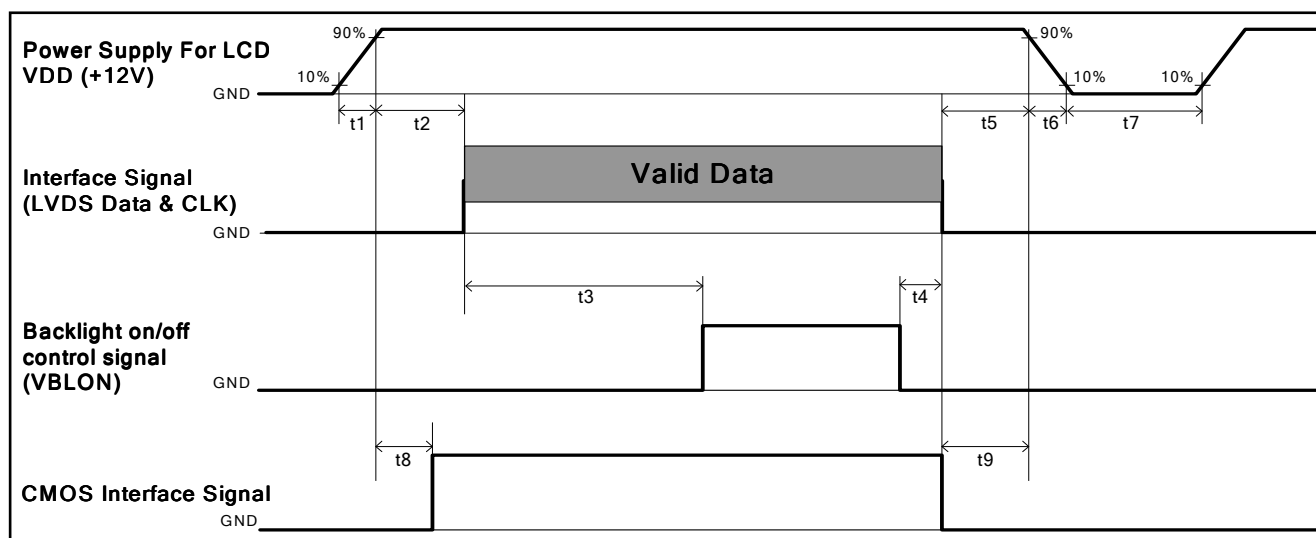 Power Supply For LCD
VDD (+12V)
90%
10%
GND
90%
10%
10%
t1
t2
t5
t6
t7
Interface Signal
(LVDS Data & CLK)
Valid Data
GND
t3
t4
Backlight on/off
control signal
(VBLON)
GND
t8
t9
CMOS Interface Signal
GND